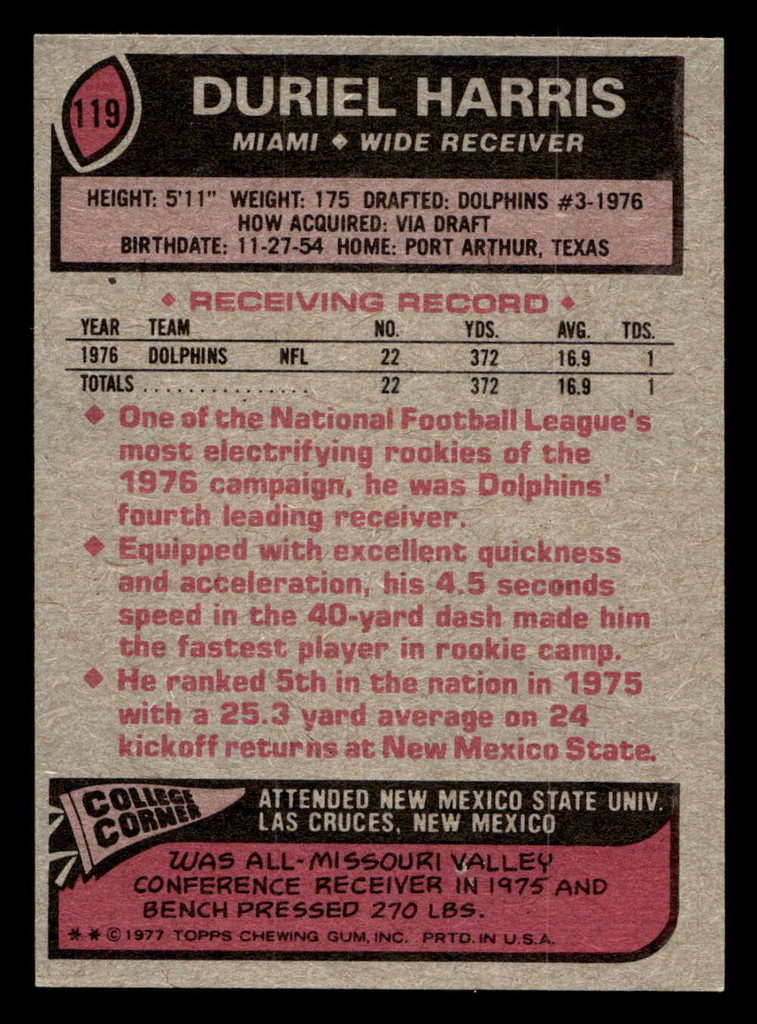 119
DURIEL HARRIS
MIAMI ◆ WIDE RECEIVER
HEIGHT: 5'11" WEIGHT: 175 DRAFTED: DOLPHINS #3-1976
HOW ACQUIRED: VIA DRAFT
BIRTHDATE: 11-27-54 HOME: PORT ARTHUR, TEXAS
◆ RECEIVING RECORD ◆
YEAR TEAM NO. YDS. AVG. TDS.
1976 DOLPHINS NFL 22 372 16.9 1
TOTALS . . . . . . . . . . . . . . . 22 372 16.9 1
◆ One of the National Football League's
most electrifying rookies of the
1976 campaign, he was Dolphins'
fourth leading receiver.
◆ Equipped with excellent quickness
and acceleration, his 4.5 seconds
speed in the 40-yard dash made him
the fastest player in rookie camp.
◆ He ranked 5th in the nation in 1975
with a 25.3 yard average on 24
kickoff returns at New Mexico State.
COLLEGE
CORNER
ATTENDED NEW MEXICO STATE UNIV.
LAS CRUCES, NEW MEXICO
WAS ALL-MISSOURI VALLEY
CONFERENCE RECEIVER IN 1975 AND
BENCH PRESSED 270 LBS.
* * © 1977 TOPPS CHEWING GUM, INC. PRTD. IN U.S.A.